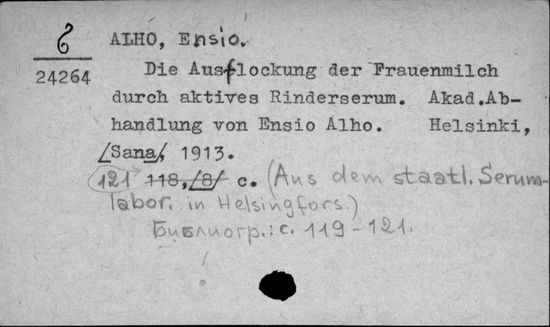 6
24264
ALHO, Ensio.
Die Ausflockung der Frauenmilch
durch aktives Rinderserum. Akad.Ab-
handlung von Ensio Alho. Helsinki,
/Sana/, 1913.
121 118,/8/ c. (Aus dem staatl. Serum-
labor. in Helsingfors.)
Библиогр.: с. 119-121.